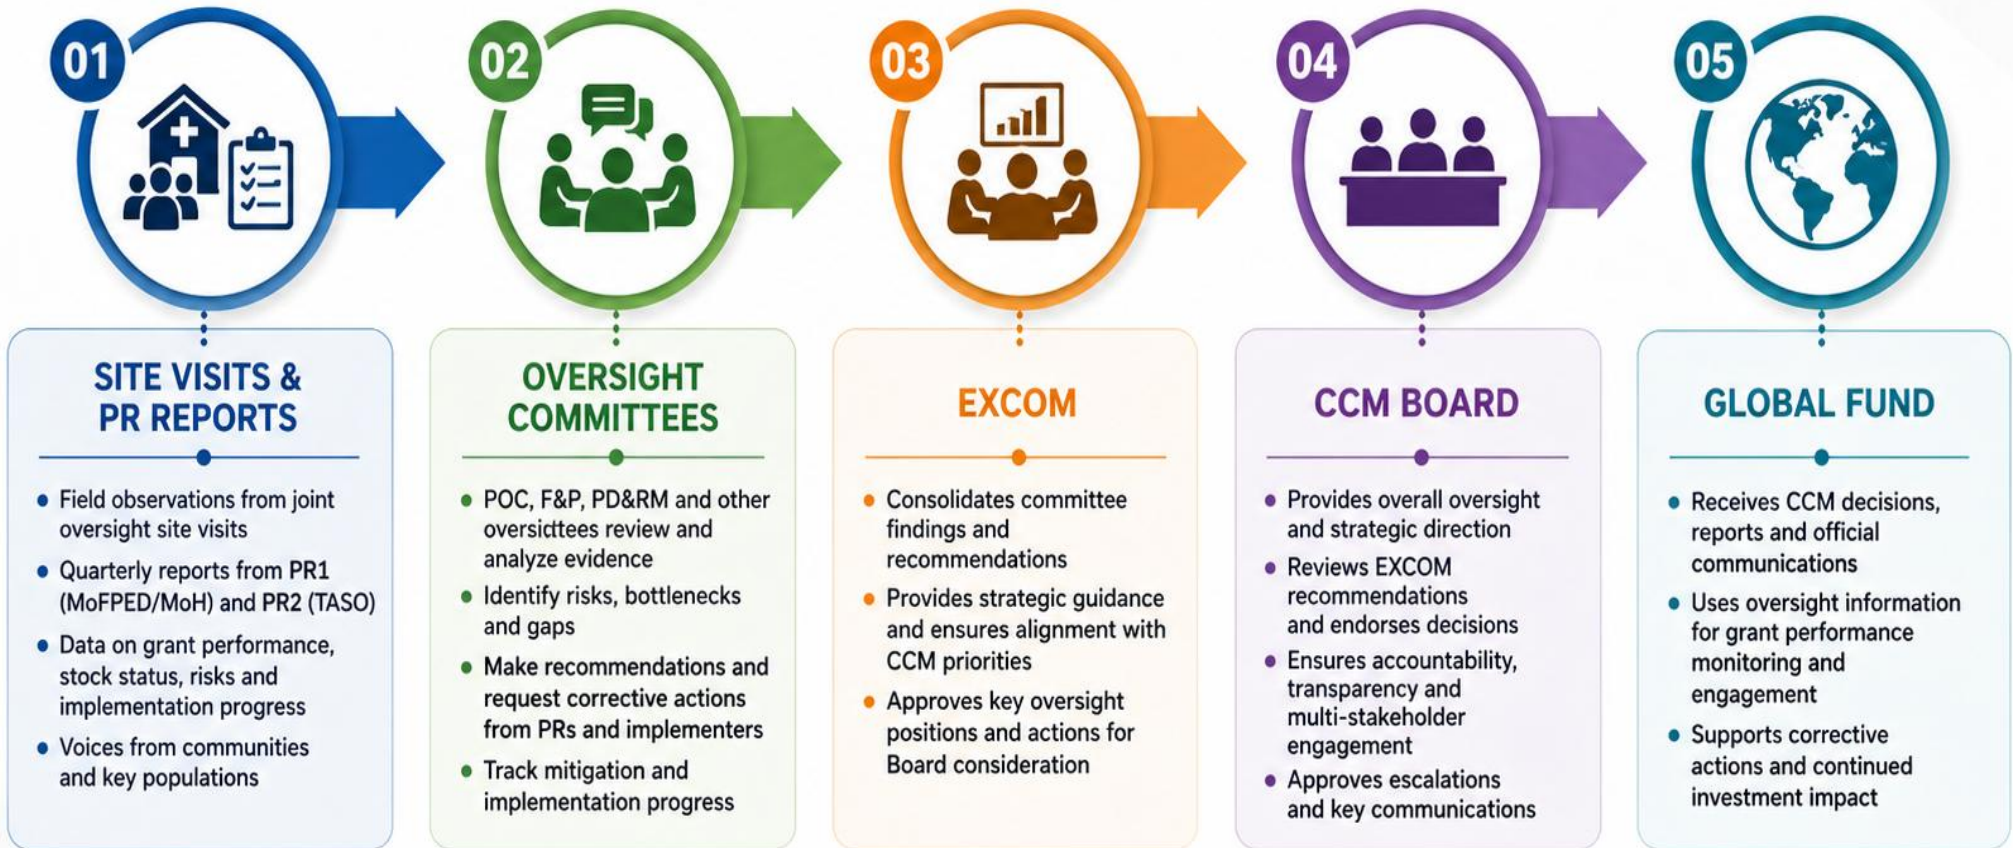 01
SITE VISITS &
PR REPORTS
• Field observations from joint
oversight site visits
• Quarterly reports from PR1
(MoFPED/MoH) and PR2 (TASO)
• Data on grant performance,
stock status, risks and
implementation progress
• Voices from communities
and key populations
02
OVERSIGHT
COMMITTEES
• POC, F&P, PD&RM and other
oversicttees review and
analyze evidence
• Identify risks, bottlenecks
and gaps
• Make recommendations and
request corrective actions
from PRs and implementers
• Track mitigation and
implementation progress
03
EXCOM
• Consolidates committee
findings and
recommendations
• Provides strategic guidance
and ensures alignment with
CCM priorities
• Approves key oversight
positions and actions for
Board consideration
04
CCM BOARD
• Provides overall oversight
and strategic direction
• Reviews EXCOM
recommendations
and endorses decisions
• Ensures accountability,
transparency and
multi-stakeholder
engagement
• Approves escalations
and key communications
05
GLOBAL FUND
• Receives CCM decisions,
reports and official
communications
• Uses oversight information
for grant performance
monitoring and
engagement
• Supports corrective
actions and continued
investment impact